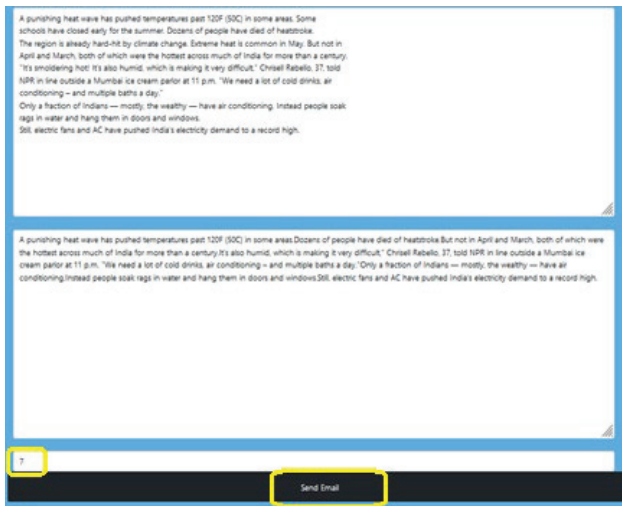 A punishing heat wave has pushed temperatures past 120F (50C) in some areas. Some
schools have closed early for the summer. Dozens of people have died of heatstroke.
The region is already hard-hit by climate change. Extreme heat is common in May. But not in
April and March, both of which were the hottest across much of India for more than a century.
"It's smoldering hot! It's also humid, which is making it very difficult," Chrisell Rebello, 37, told
NPR in line outside a Mumbai ice cream parlor at 11 p.m. "We need a lot of cold drinks, air
conditioning – and multiple baths a day."
Only a fraction of Indians — mostly, the wealthy — have air conditioning. Instead people soak
rags in water and hang them in doors and windows.
Still, electric fans and AC have pushed India's electricity demand to a record high.
A punishing heat wave has pushed temperatures past 120F (50C) in some areas.Dozens of people have died of heatstroke.But not in April and March, both of which were
the hottest across much of India for more than a century.It's also humid, which is making it very difficult," Chrisell Rebello, 37, told NPR in line outside a Mumbai ice
cream parlor at 11 p.m. "We need a lot of cold drinks, air conditioning – and multiple baths a day."Only a fraction of Indians — mostly, the wealthy — have air
conditioning.Instead people soak rags in water and hang them in doors and windows.Still, electric fans and AC have pushed India's electricity demand to a record high.
7
Send Email